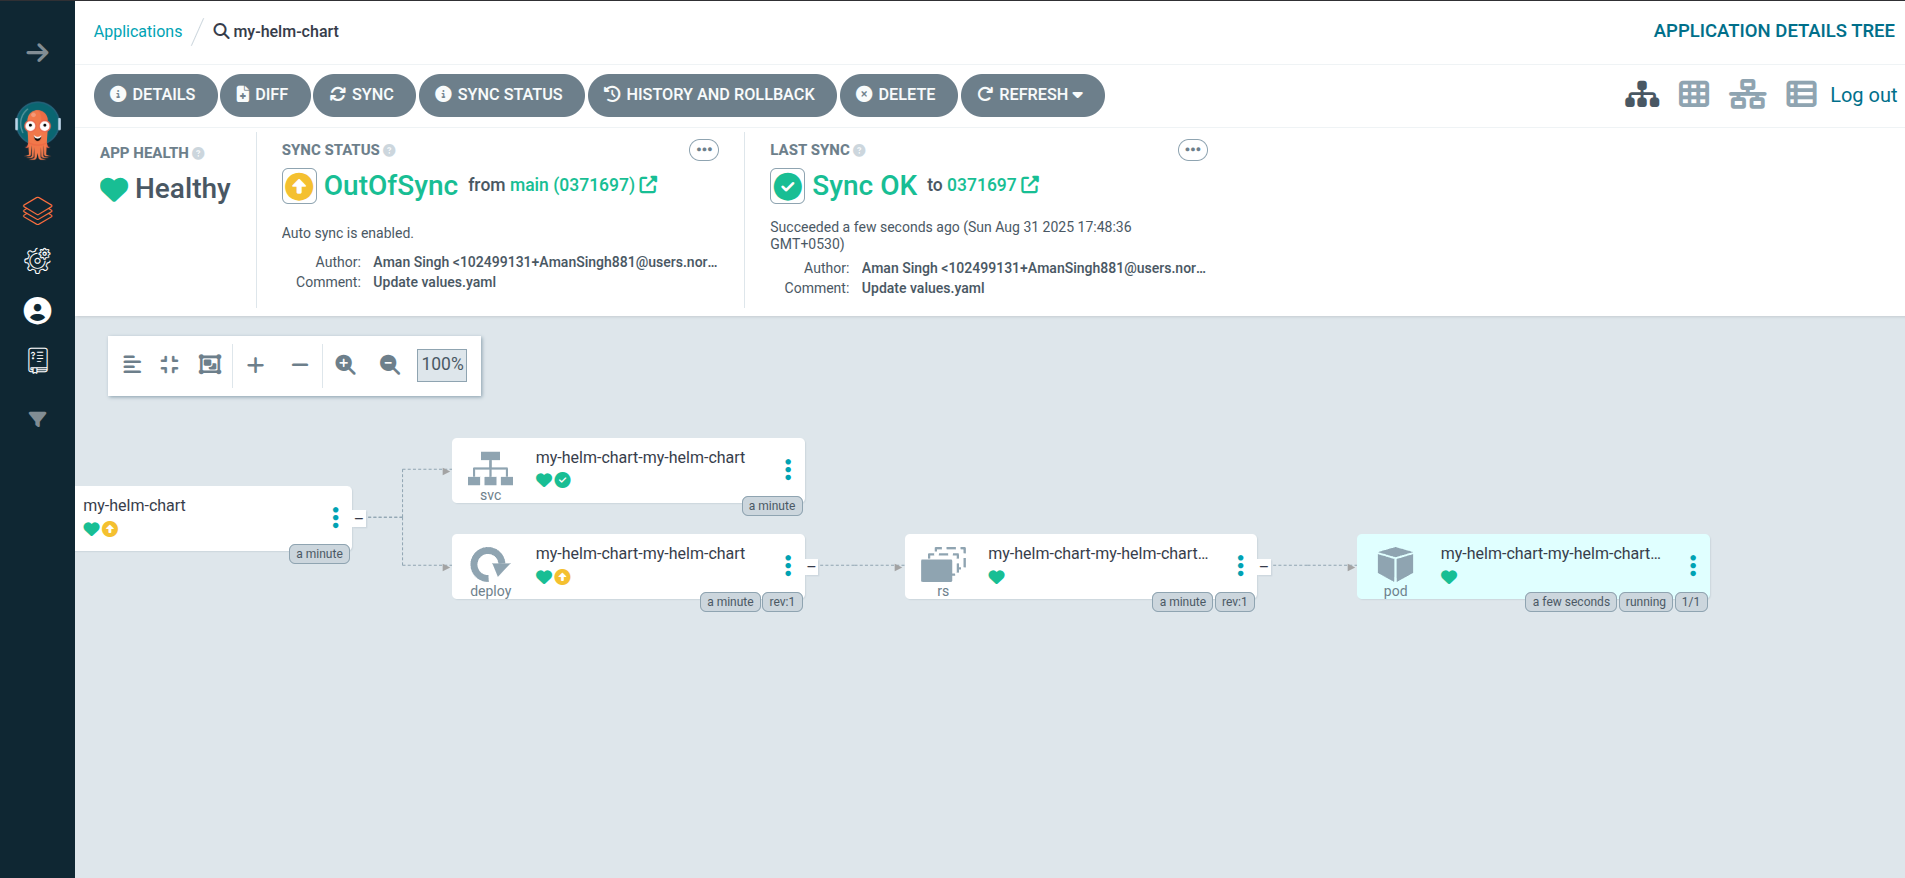 Applications / my-helm-chart
APPLICATION DETAILS TREE
DETAILS DIFF SYNC SYNC STATUS HISTORY AND ROLLBACK DELETE REFRESH
Log out
APP HEALTH
Healthy
SYNC STATUS
OutOfSync from main (0371697)
Auto sync is enabled.
Author: Aman Singh <102499131+AmanSingh881@users.nor...
Comment: Update values.yaml
LAST SYNC
Sync OK to 0371697
Succeeded a few seconds ago (Sun Aug 31 2025 17:48:36
GMT+0530)
Author: Aman Singh <102499131+AmanSingh881@users.nor...
Comment: Update values.yaml
100%
my-helm-chart
a minute
my-helm-chart-my-helm-chart
svc
a minute
my-helm-chart-my-helm-chart
deploy
a minute rev:1
my-helm-chart-my-helm-chart...
rs
a minute rev:1
my-helm-chart-my-helm-chart...
pod
a few seconds running 1/1